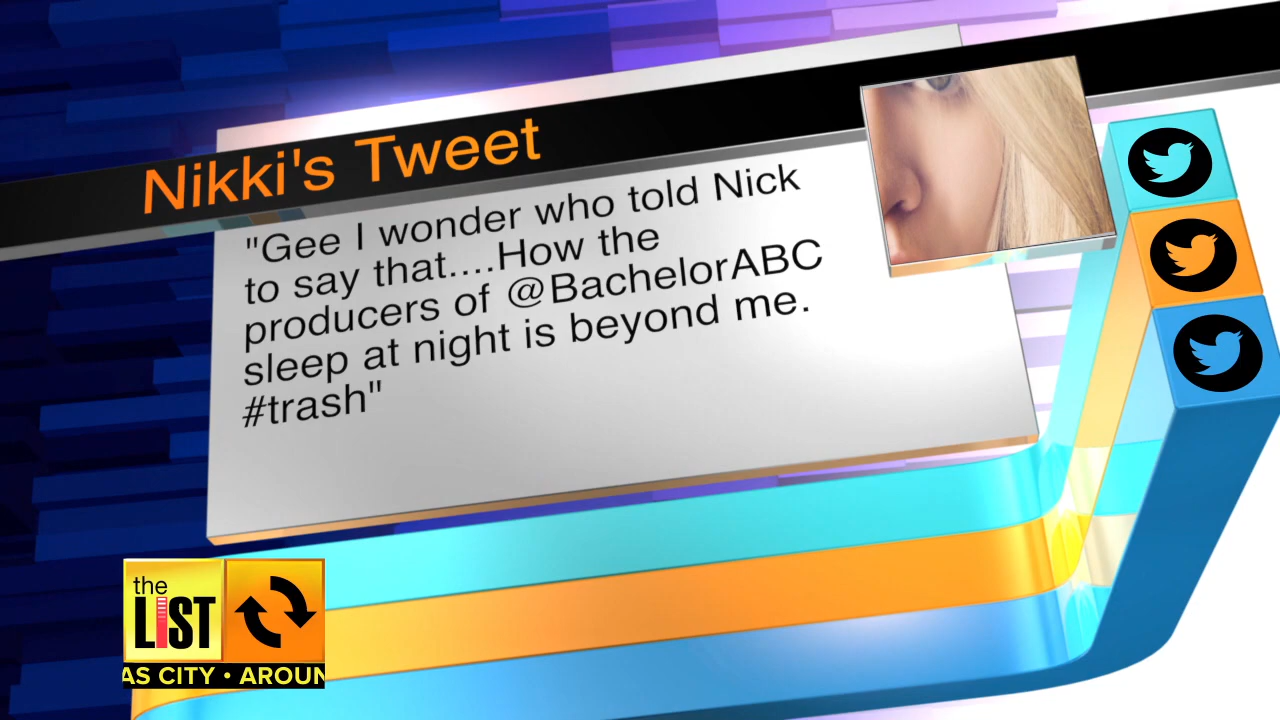 Nikki's Tweet
"Gee I wonder who told Nick
to say that....How the
producers of @BachelorABC
sleep at night is beyond me.
#trash"
the
LiST
AS CITY • AROUN